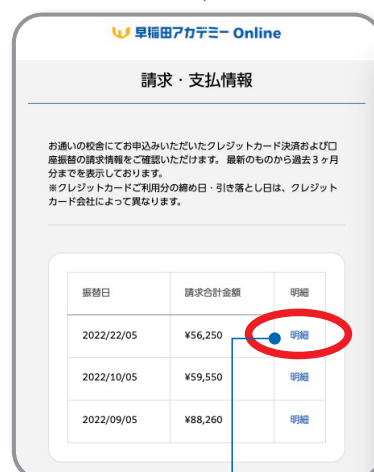 早稲田アカデミー Online
請求・支払情報
お通いの校舎にてお申込みいただいたクレジットカード決済および口
座振替の請求情報をご確認いただけます。 最新のものから過去３ヶ月
分までを表示しております。
※クレジットカードご利用分の締め日・引き落とし日は、クレジット
カード会社によって異なります。
振替日 請求合計金額 明細
2022/22/05 ¥56,250 明細
2022/10/05 ¥59,550 明細
2022/09/05 ¥88,260 明細